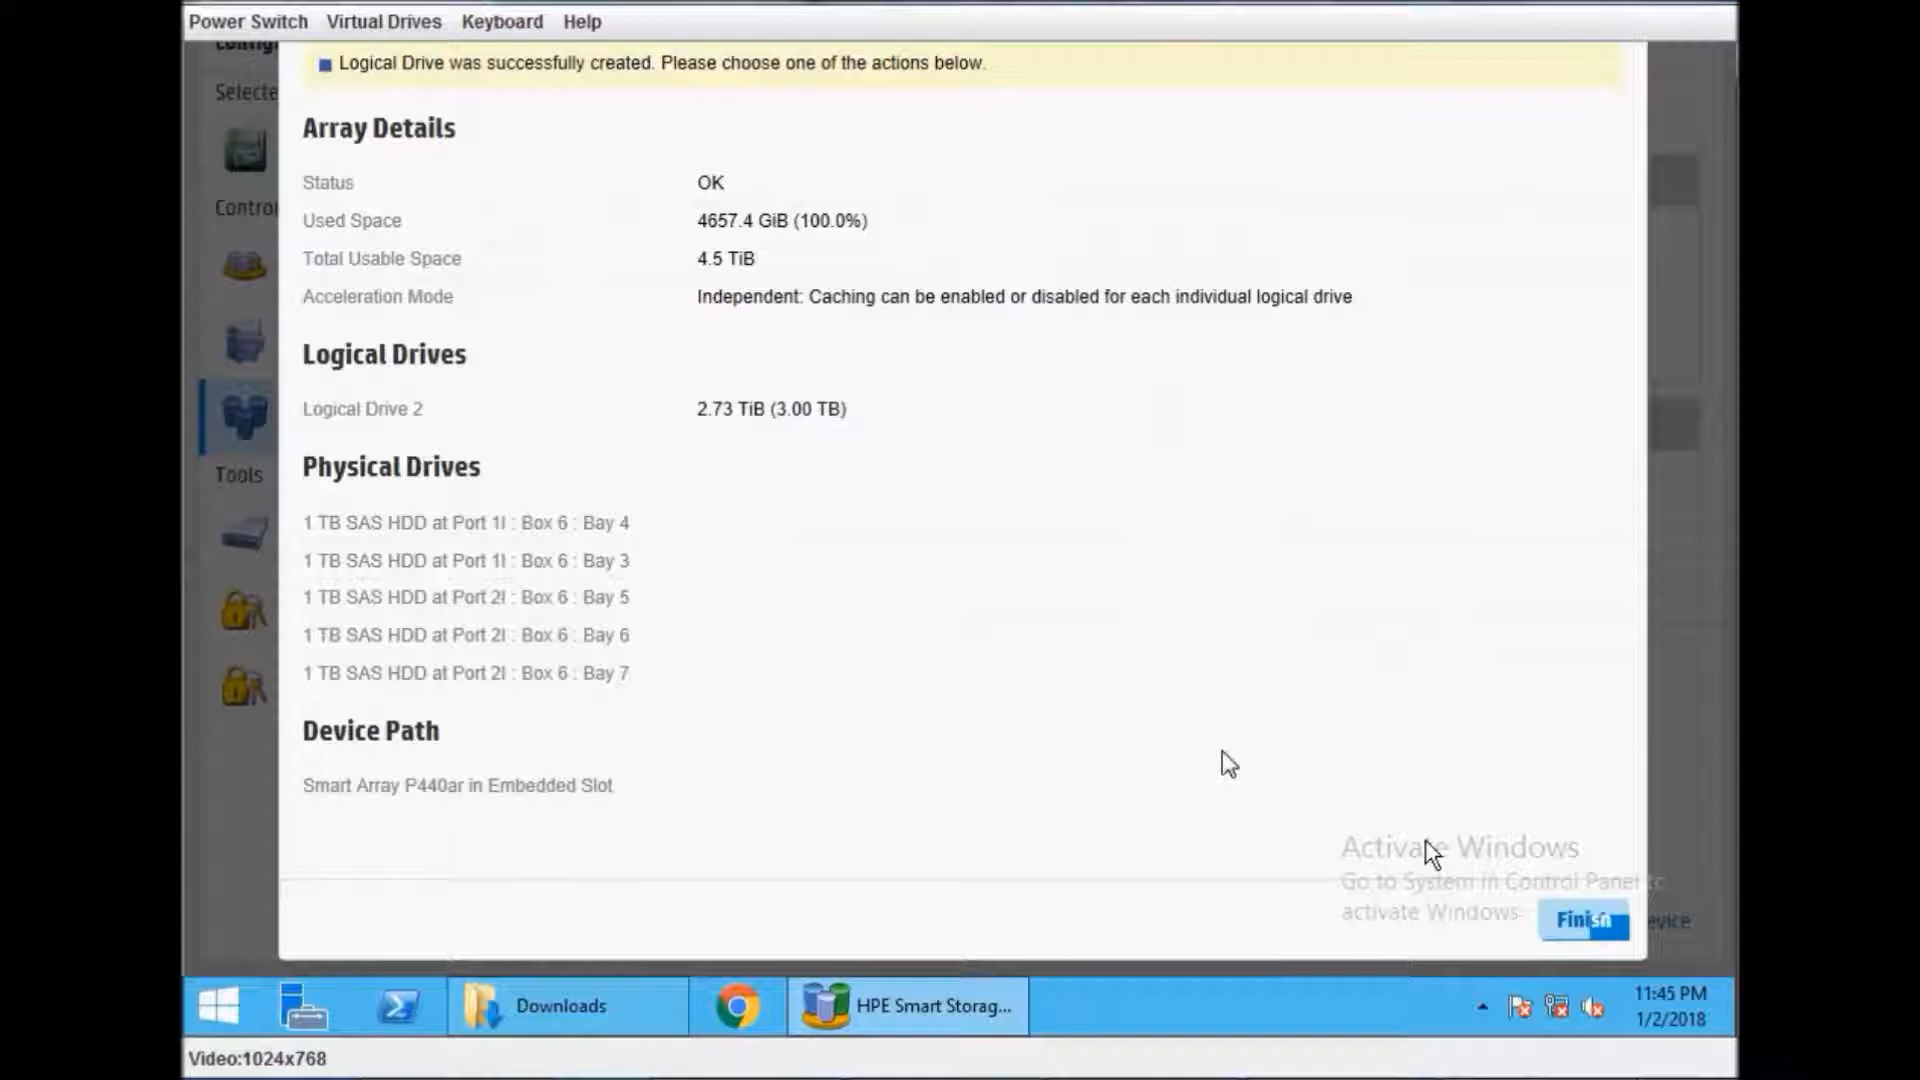 Power Switch Virtual Drives Keyboard Help
Logical Drive was successfully created. Please choose one of the actions below.
Selecte
Array Details
Status OK
Contro
Used Space 4657.4 GiB (100.0%)
Total Usable Space 4.5 TiB
Acceleration Mode Independent: Caching can be enabled or disabled for each individual logical drive
Logical Drives
Logical Drive 2 2.73 TiB (3.00 TB)
Physical Drives
Tools
1 TB SAS HDD at Port 1I : Box 6 : Bay 4
1 TB SAS HDD at Port 1I : Box 6 : Bay 3
1 TB SAS HDD at Port 2I : Box 6 : Bay 5
1 TB SAS HDD at Port 2I : Box 6 : Bay 6
1 TB SAS HDD at Port 2I : Box 6 : Bay 7
Device Path
Smart Array P440ar in Embedded Slot
Activate Windows
Go to System in Control Panel to
activate Windows.
Finish
evice
Downloads
HPE Smart Storag...
11:45 PM
1/2/2018
Video:1024x768